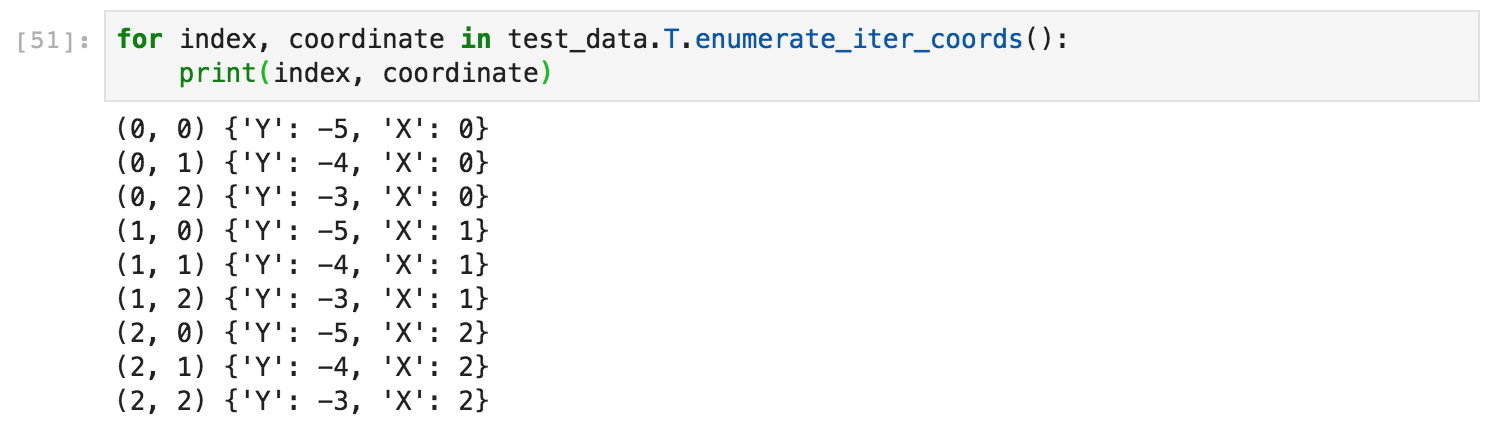 [51]: for index, coordinate in test_data.T.enumerate_iter_coords():
print(index, coordinate)
(0, 0) {'Y': -5, 'X': 0}
(0, 1) {'Y': -4, 'X': 0}
(0, 2) {'Y': -3, 'X': 0}
(1, 0) {'Y': -5, 'X': 1}
(1, 1) {'Y': -4, 'X': 1}
(1, 2) {'Y': -3, 'X': 1}
(2, 0) {'Y': -5, 'X': 2}
(2, 1) {'Y': -4, 'X': 2}
(2, 2) {'Y': -3, 'X': 2}